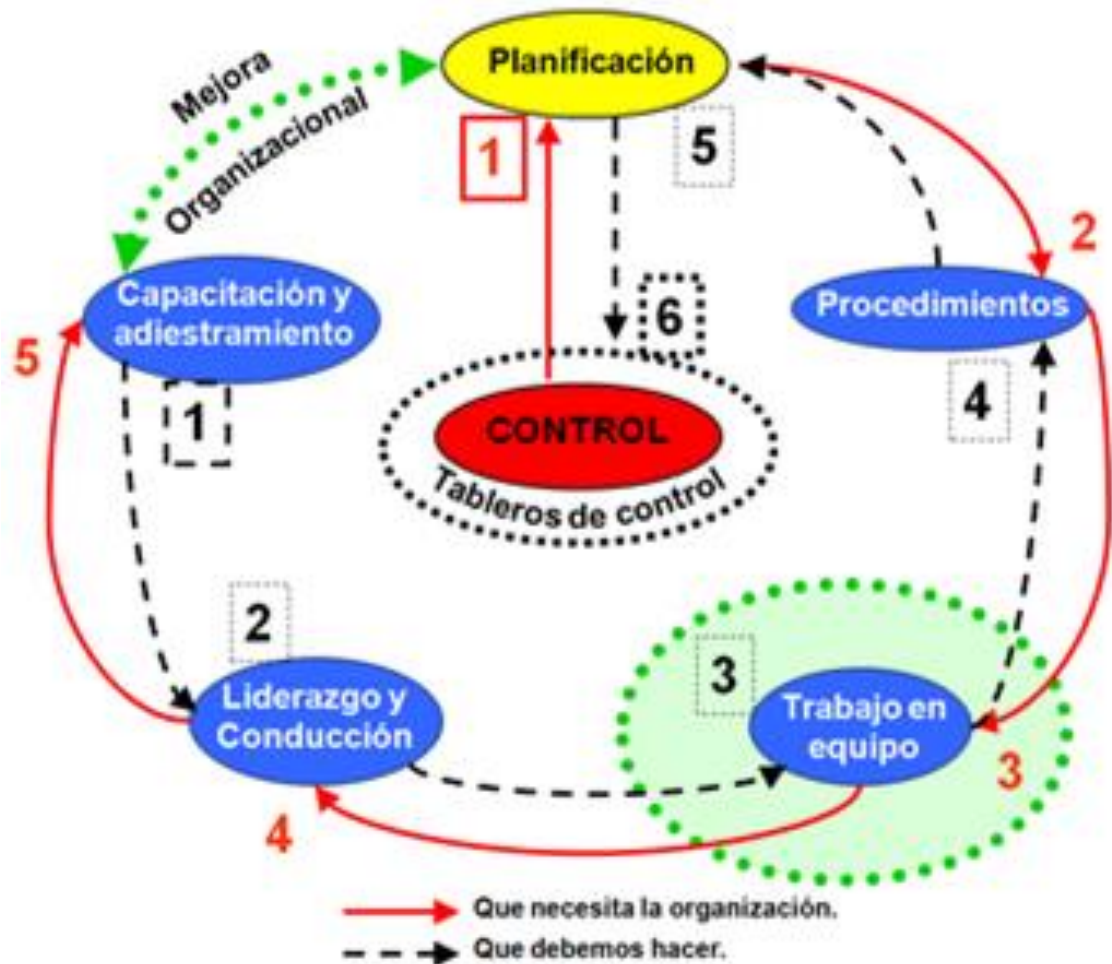 Planificación
Mejora
Organizacional
1
5
2
Capacitación y
adiestramiento
Procedimientos
5
1
6
4
CONTROL
Tableros de control
2
3
Liderazgo y
Conducción
Trabajo en
equipo
4
3
Que necesita la organización.
Que debemos hacer.